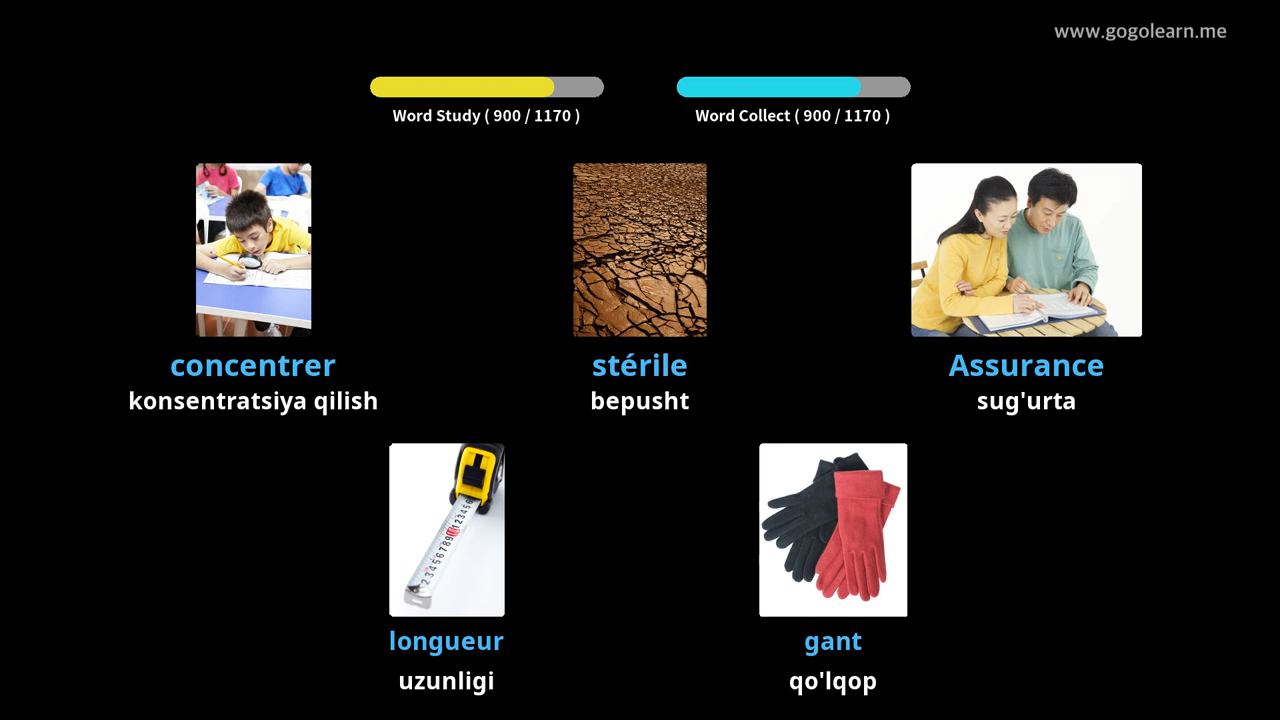 www.gogolearn.me
Word Study ( 900 / 1170 )
Word Collect ( 900 / 1170 )
concentrer
konsentratsiya qilish
stérile
bepusht
Assurance
sug'urta
longueur
uzunligi
gant
qo'lqop